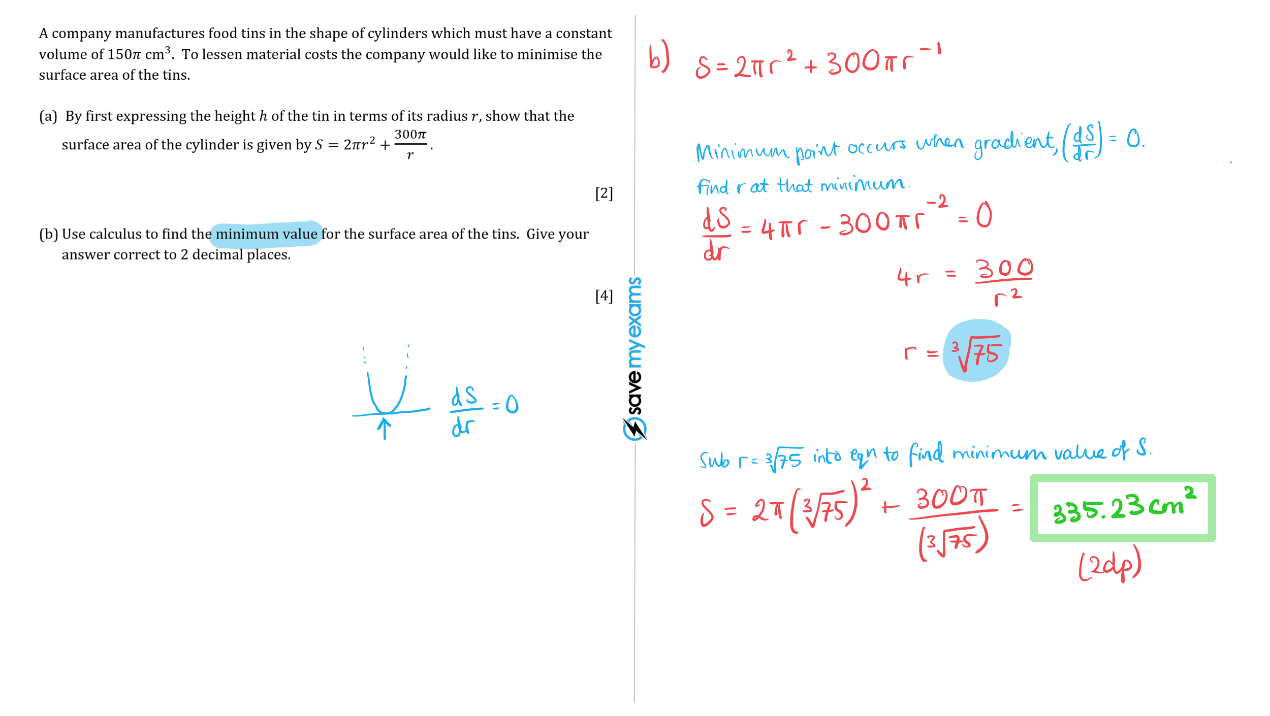 A company manufactures food tins in the shape of cylinders which must have a constant
volume of 150π cm³. To lessen material costs the company would like to minimise the
surface area of the tins.
(a) By first expressing the height h of the tin in terms of its radius r, show that the
surface area of the cylinder is given by S = 2πr² + 300π/r.
[2]
(b) Use calculus to find the minimum value for the surface area of the tins. Give your
answer correct to 2 decimal places.
[4]
dS/dr = 0
savemyexams
b) S = 2πr² + 300πr⁻¹
Minimum point occurs when gradient, (dS/dr) = 0.
find r at that minimum.
dS/dr = 4πr − 300πr⁻² = 0
4r = 300/r²
r = ³√75
Sub r = ³√75 into eqn to find minimum value of S.
S = 2π(³√75)² + 300π/(³√75) = 335.23cm²
(2dp)